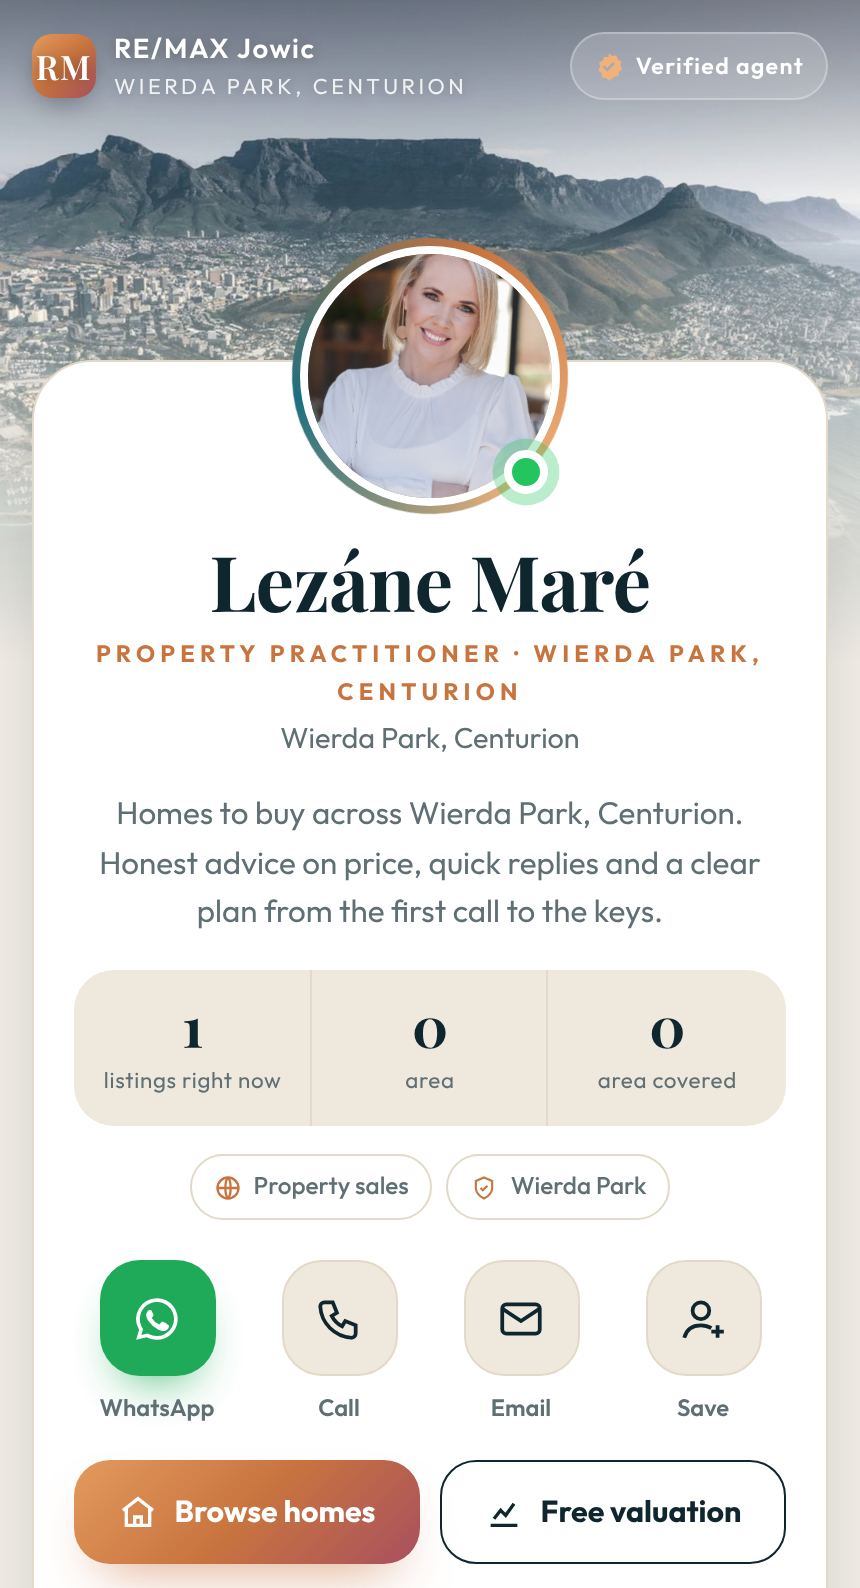 RM
RE/MAX Jowic
WIERDA PARK, CENTURION
Verified agent
Lezáne Maré
PROPERTY PRACTITIONER · WIERDA PARK,
CENTURION
Wierda Park, Centurion
Homes to buy across Wierda Park, Centurion.
Honest advice on price, quick replies and a clear
plan from the first call to the keys.
1
listings right now
0
area
0
area covered
Property sales
Wierda Park
WhatsApp
Call
Email
Save
Browse homes
Free valuation